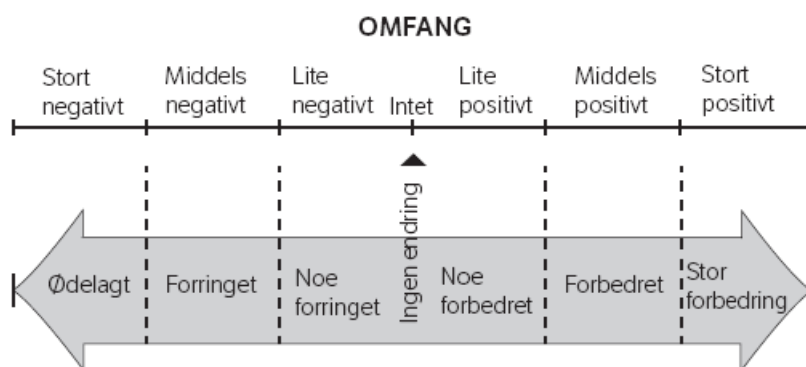 OMFANG
Stort
negativt
Middels
negativt
Lite
negativt
Intet
Lite
positivt
Middels
positivt
Stort
positivt
Ødelagt
Forringet
Noe
forringet
Ingen endring
Noe
forbedret
Forbedret
Stor
forbedring